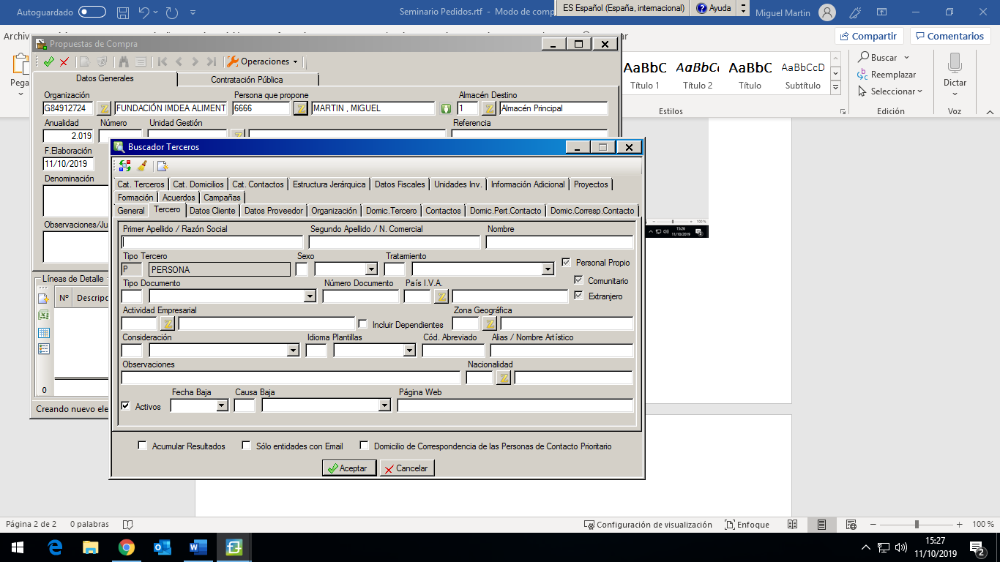 Autoguardado
Seminario Pedidos.rtf - Modo de comp
ES Español (España, internacional)
Ayuda
Miguel Martin
Archiv
Compartir
Comentarios
Propuestas de Compra
Operaciones
Pega
AaBbC
AaBbCc
AaBbC
AaBbCcD
Título 1
Título 2
Título
Subtítulo
Estilos
Buscar
Reemplazar
Seleccionar
Edición
Dictar
Voz
Datos Generales
Contratación Pública
Organización
Persona que propone
Almacén Destino
G84912724
Z
FUNDACIÓN IMDEA ALIMENT
6666
Z
MARTIN , MIGUEL
1
Z
Almacén Principal
Anualidad
Número
Unidad Gestión
Referencia
2.019
F.Elaboración
11/10/2019
Denominación
Observaciones/Ju
Líneas de Detalle
Nº
Descripc
0
Creando nuevo ele
Buscador Terceros
Cat. Terceros
Cat. Domicilios
Cat. Contactos
Estructura Jerárquica
Datos Fiscales
Unidades Inv.
Información Adicional
Proyectos
Formación
Acuerdos
Campañas
General
Tercero
Datos Cliente
Datos Proveedor
Organización
Domic.Tercero
Contactos
Domic.Pert.Contacto
Domic.Corresp.Contacto
Primer Apellido / Razón Social
Segundo Apellido / N. Comercial
Nombre
Tipo Tercero
Sexo
Tratamiento
P
PERSONA
Personal Propio
Comunitario
Extranjero
Tipo Documento
Número Documento
País I.V.A.
Z
Actividad Empresarial
Zona Geográfica
Z
Incluir Dependientes
Z
Consideración
Idioma Plantillas
Cód. Abreviado
Alias / Nombre Artístico
Observaciones
Nacionalidad
Z
Fecha Baja
Causa Baja
Página Web
Activos
Acumular Resultados
Sólo entidades con Email
Domicilio de Correspondencia de las Personas de Contacto Prioritario
Aceptar
Cancelar
100 %
15:26
11/10/2019
Página 2 de 2
0 palabras
Configuración de visualización
Enfoque
100 %
15:27
11/10/2019
2